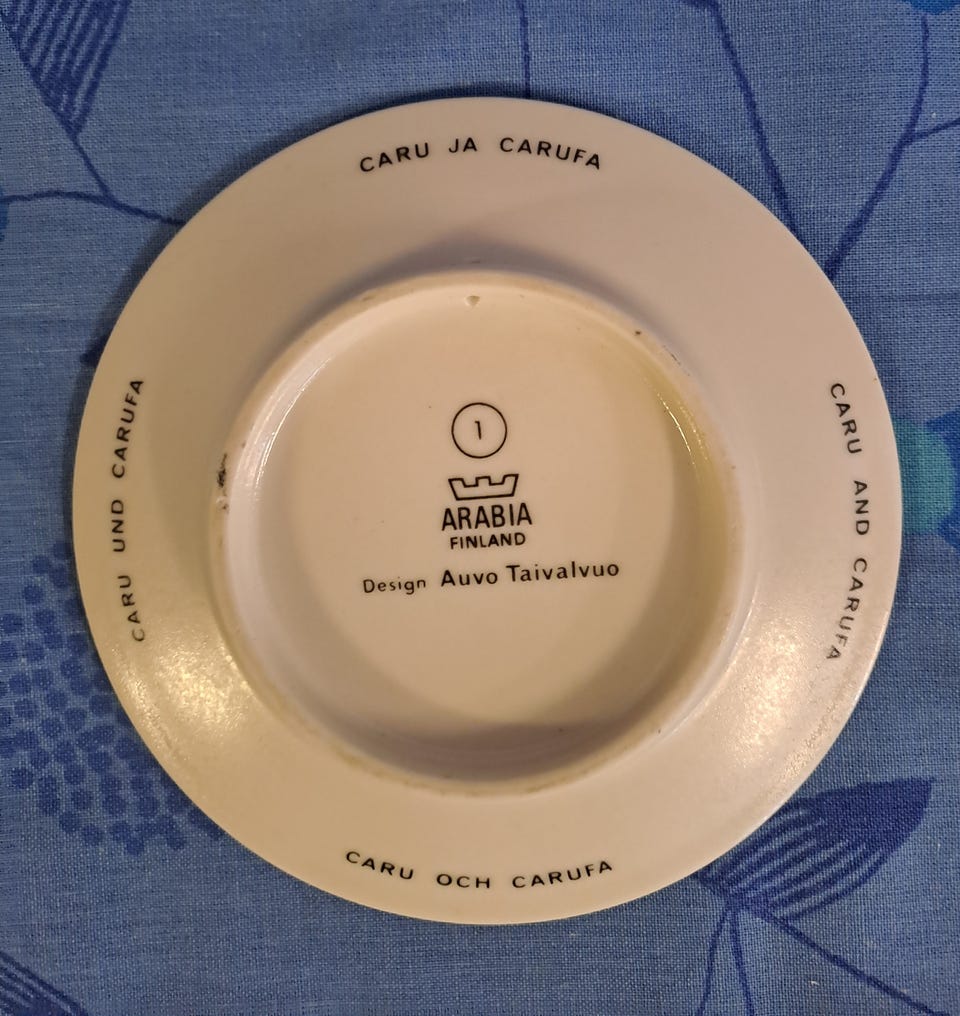 CARU JA CARUFA
CARU UND CARUFA
CARU AND CARUFA
1
ARABIA
FINLAND
Design Auvo Taivalvuo
CARU OCH CARUFA